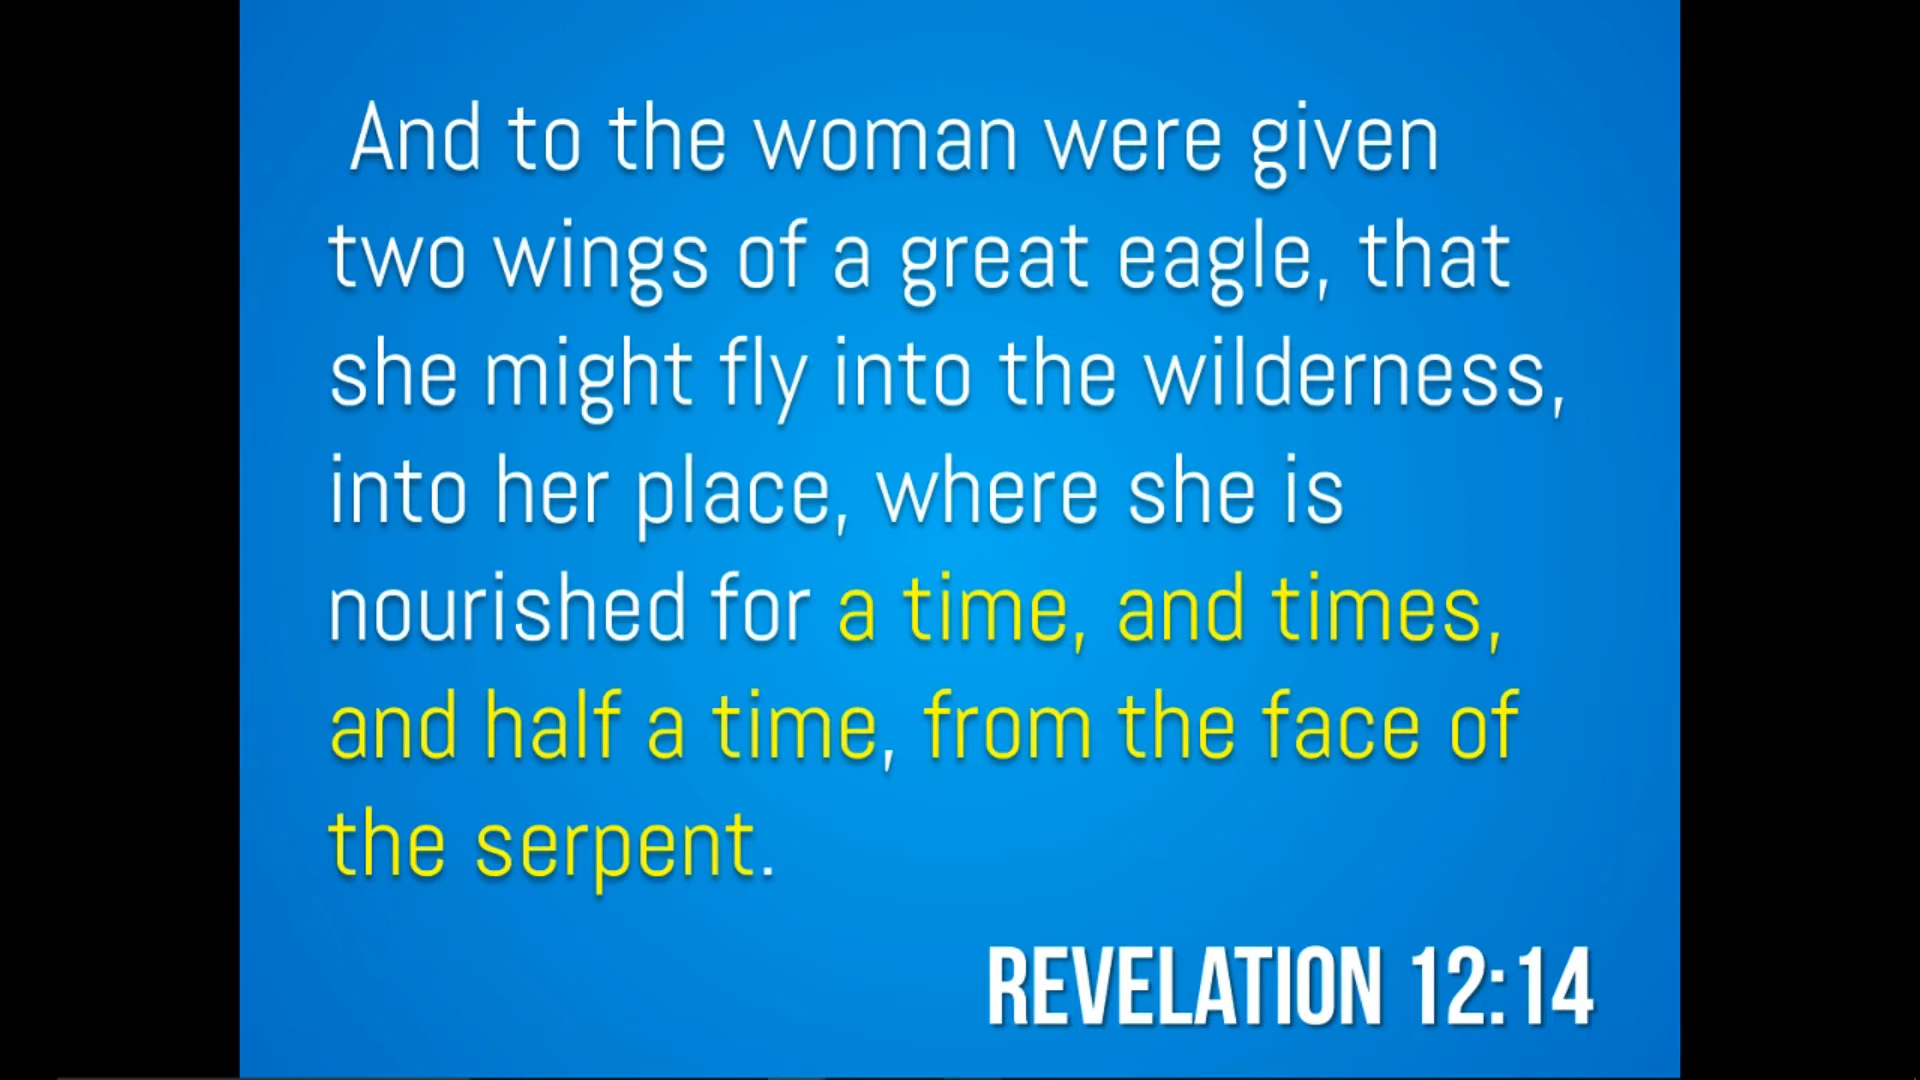 And to the woman were given
two wings of a great eagle, that
she might fly into the wilderness,
into her place, where she is
nourished for a time, and times,
and half a time, from the face of
the serpent.
REVELATION 12:14